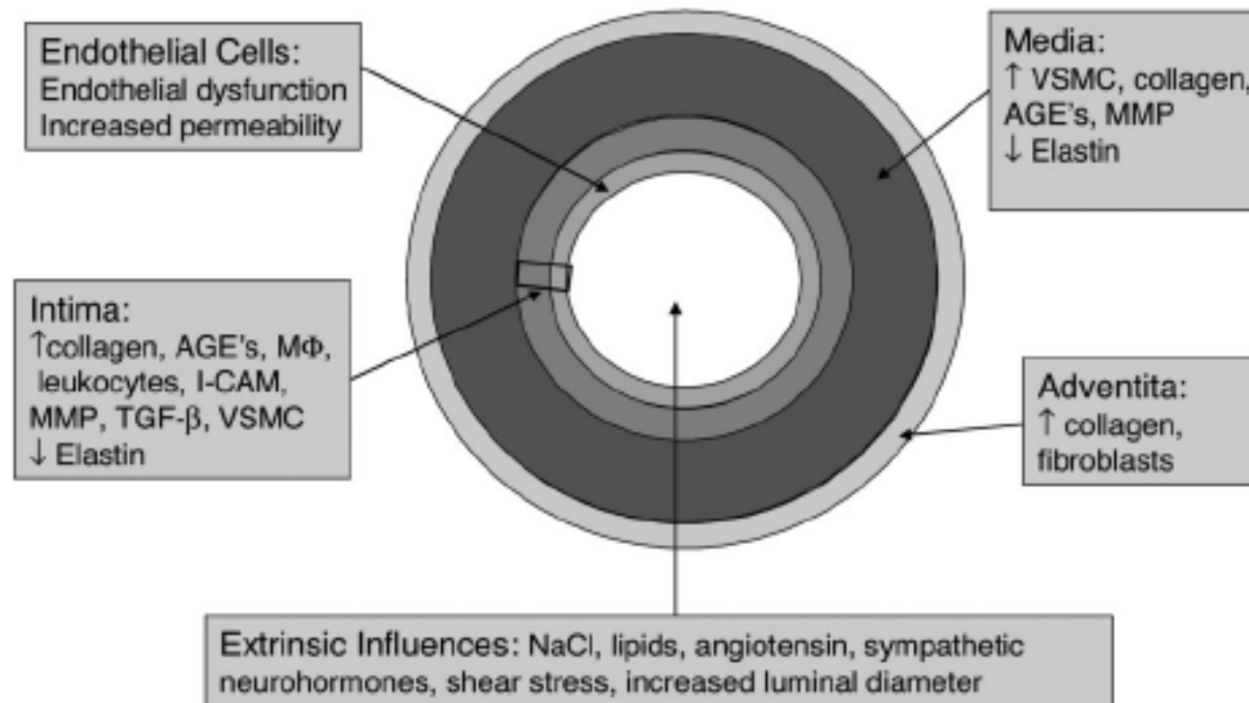 Endothelial Cells:
Endothelial dysfunction
Increased permeability
Media:
↑ VSMC, collagen,
AGE's, MMP
↓ Elastin
Intima:
↑collagen, AGE's, MΦ,
leukocytes, I-CAM,
MMP, TGF-β, VSMC
↓ Elastin
Adventita:
↑ collagen,
fibroblasts
Extrinsic Influences: NaCl, lipids, angiotensin, sympathetic
neurohormones, shear stress, increased luminal diameter